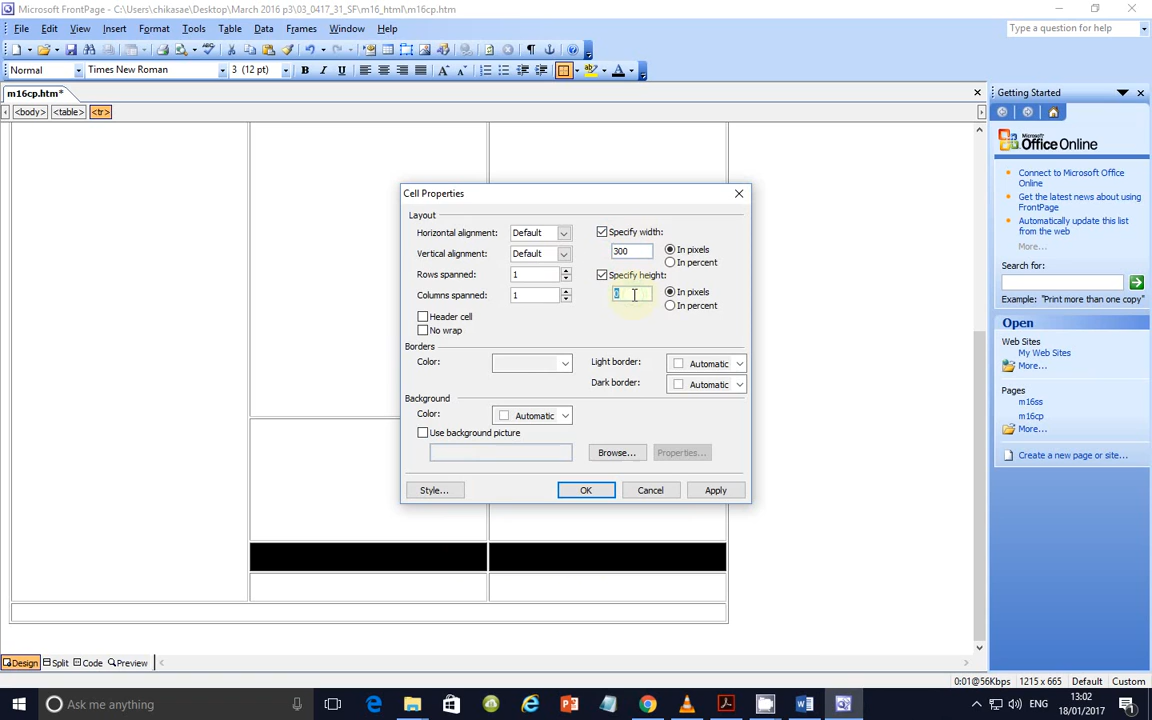 Microsoft FrontPage - C:\Users\chikasae\Desktop\March 2016 p3\03_0417_31_SF\m16_html\m16cp.htm
File Edit View Insert Format Tools Table Data Frames Window Help
Type a question for help
Normal Times New Roman 3 (12 pt) B I U A A A
m16cp.htm*
<body> <table> <tr>
Getting Started
Microsoft Office Online
Connect to Microsoft Office Online
Get the latest news about using FrontPage
Automatically update this list from the web
More...
Search for:
Example: "Print more than one copy"
Open
Web Sites
My Web Sites
More...
Pages
m16ss
m16cp
More...
Create a new page or site...
Cell Properties
Layout
Horizontal alignment: Default
Specify width:
300
In pixels
In percent
Vertical alignment: Default
Rows spanned: 1
Specify height:
0
In pixels
In percent
Columns spanned: 1
Header cell
No wrap
Borders
Color:
Light border: Automatic
Dark border: Automatic
Background
Color: Automatic
Use background picture
Browse... Properties...
Style... OK Cancel Apply
Design Split Code Preview
0:01@56Kbps 1215 x 665 Default Custom
Ask me anything
ENG
13:02
18/01/2017
1